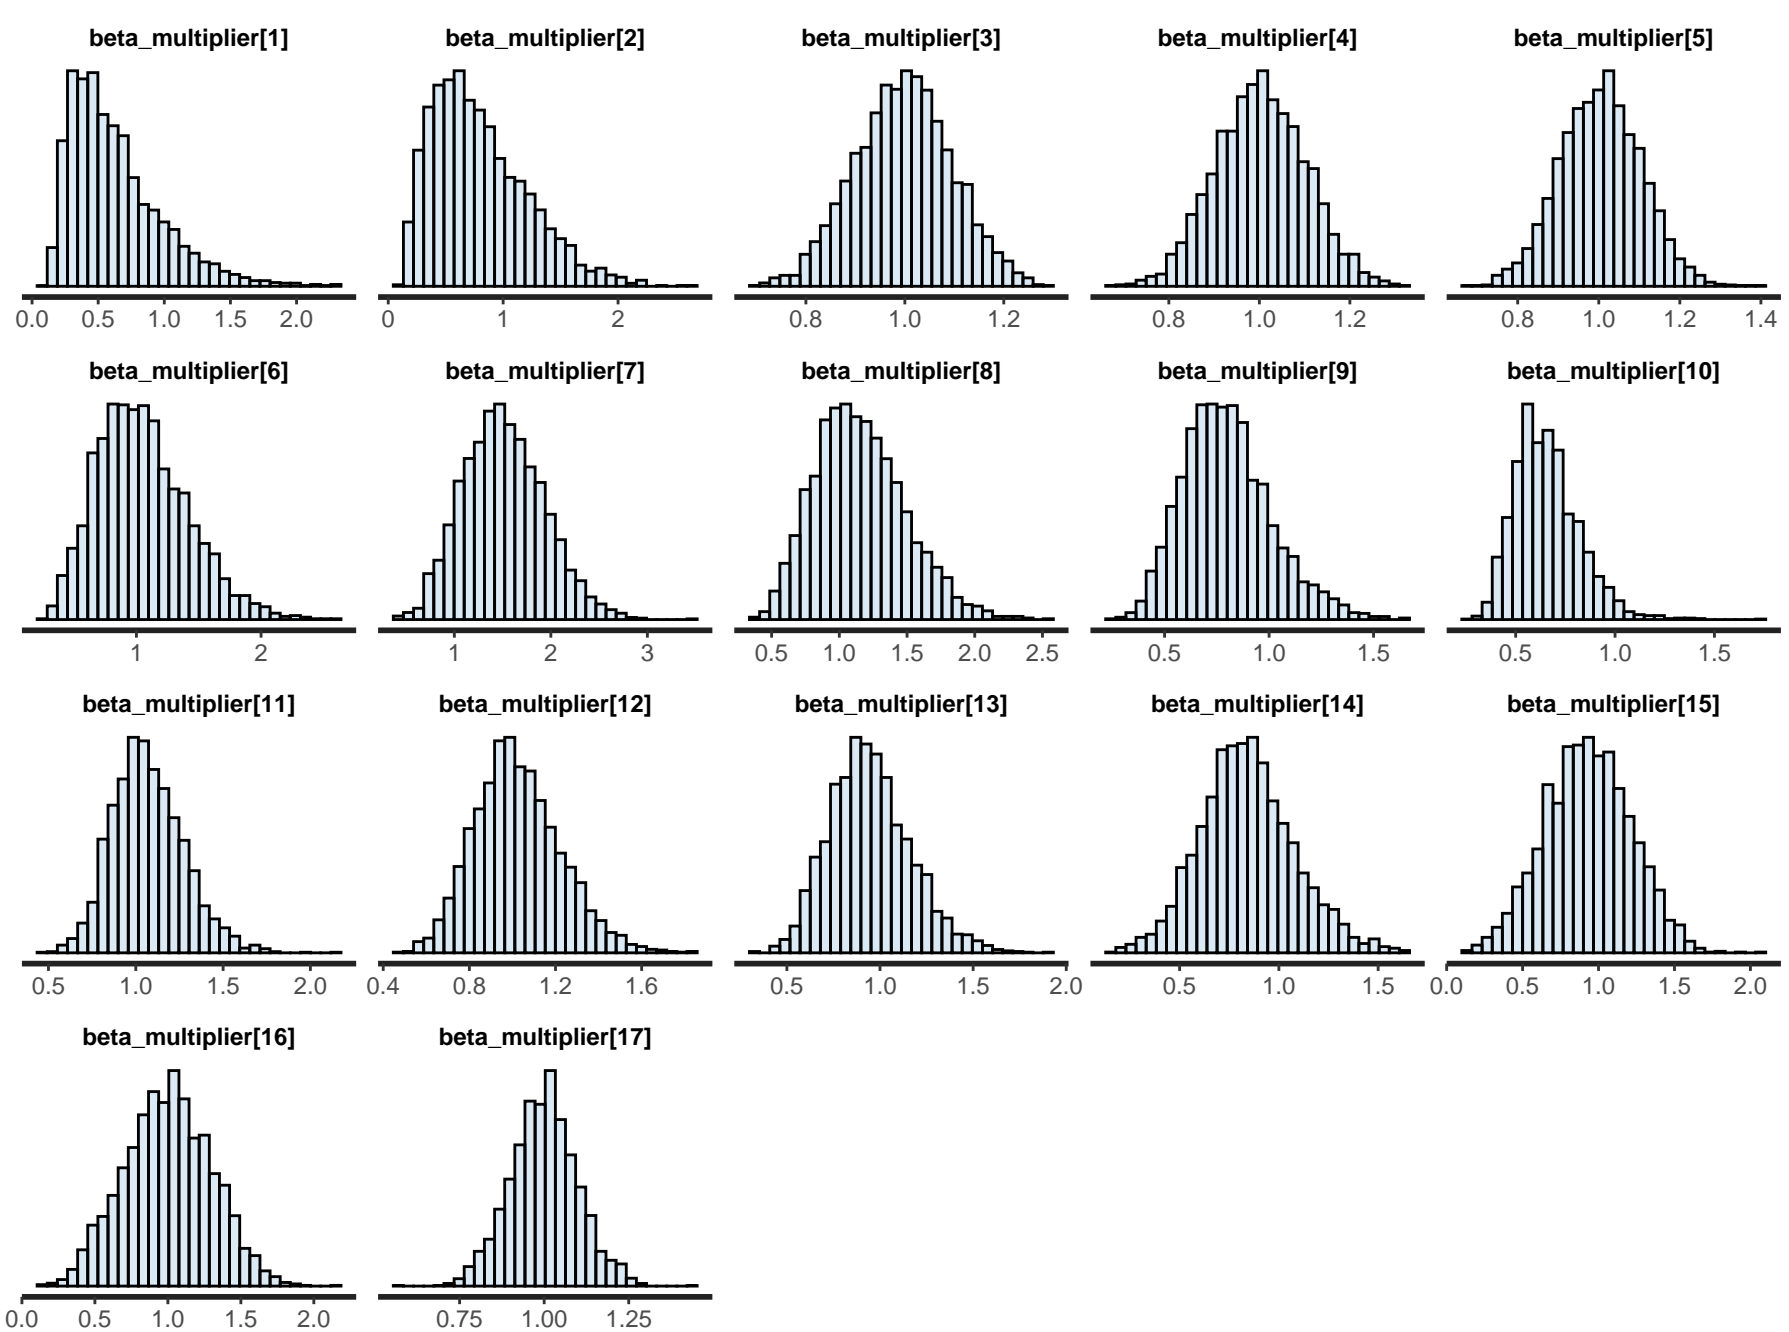 beta_multiplier[1] beta_multiplier[2] beta_multiplier[3] beta_multiplier[4] beta_multiplier[5]
0.0 0.5 1.0 1.5 2.0 0 1 2 0.8 1.0 1.2 0.8 1.0 1.2 0.8 1.0 1.2 1.4
beta_multiplier[6] beta_multiplier[7] beta_multiplier[8] beta_multiplier[9] beta_multiplier[10]
1 2 1 2 3 0.5 1.0 1.5 2.0 2.5 0.5 1.0 1.5 0.5 1.0 1.5
beta_multiplier[11] beta_multiplier[12] beta_multiplier[13] beta_multiplier[14] beta_multiplier[15]
0.5 1.0 1.5 2.0 0.4 0.8 1.2 1.6 0.5 1.0 1.5 2.0 0.5 1.0 1.5 0.0 0.5 1.0 1.5 2.0
beta_multiplier[16] beta_multiplier[17]
0.0 0.5 1.0 1.5 2.0 0.75 1.00 1.25